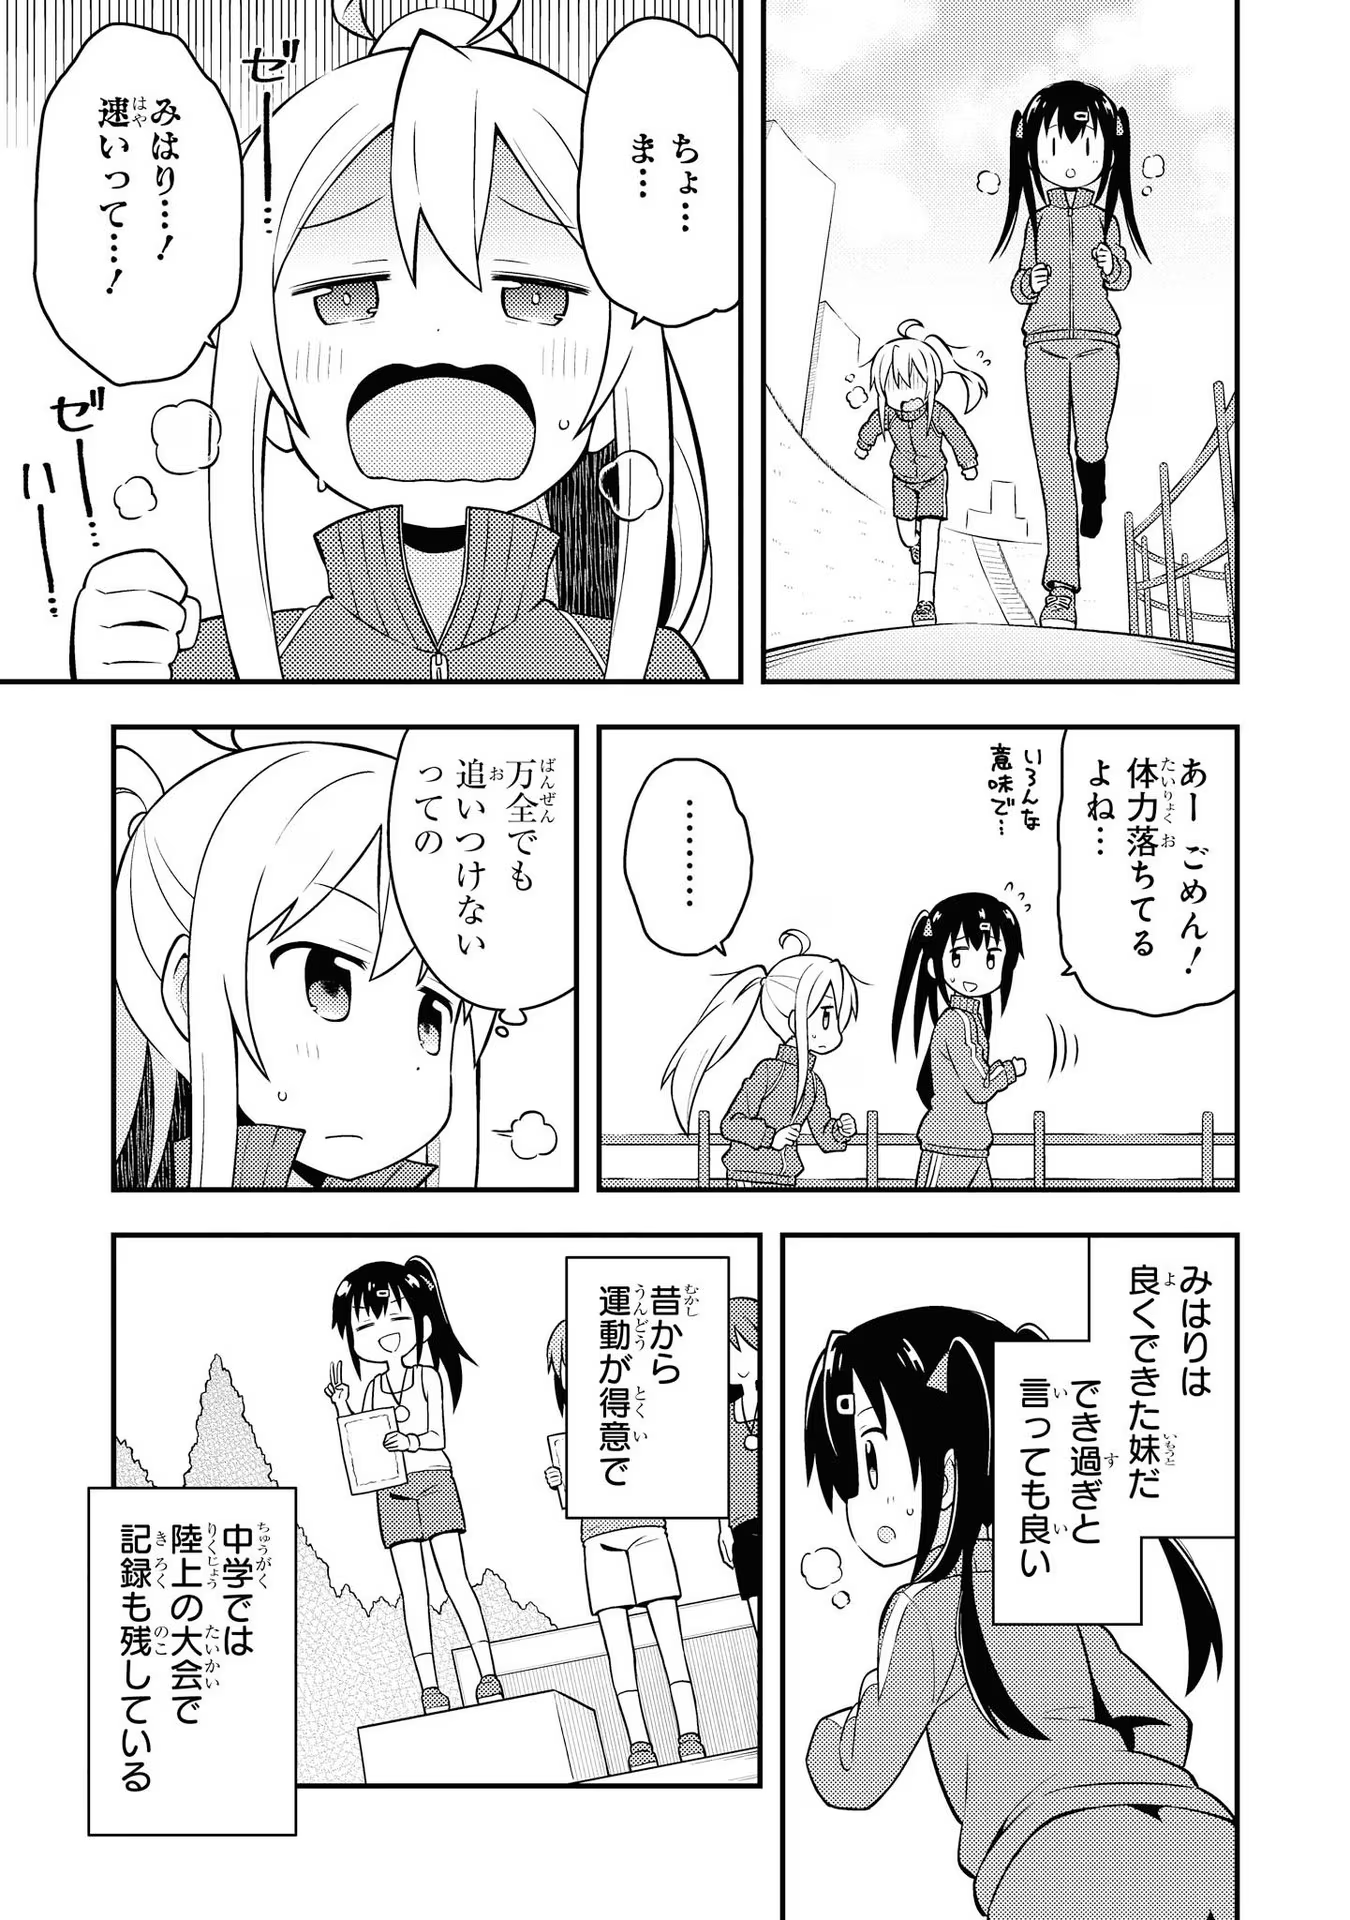 ちょ…
ま…
みはり…！
速いって…！
ゼ
ー
…
ゼ
ー
…
ハー
ー
…
あー ごめん！
体力落ちてる
よね…
いろんな
意味で…
………
万全でも
追いつけない
っての
みはりは
良くできた妹だ
でき過ぎと
言っても良い
昔から
運動が得意で
中学では
陸上の大会で
記録も残している